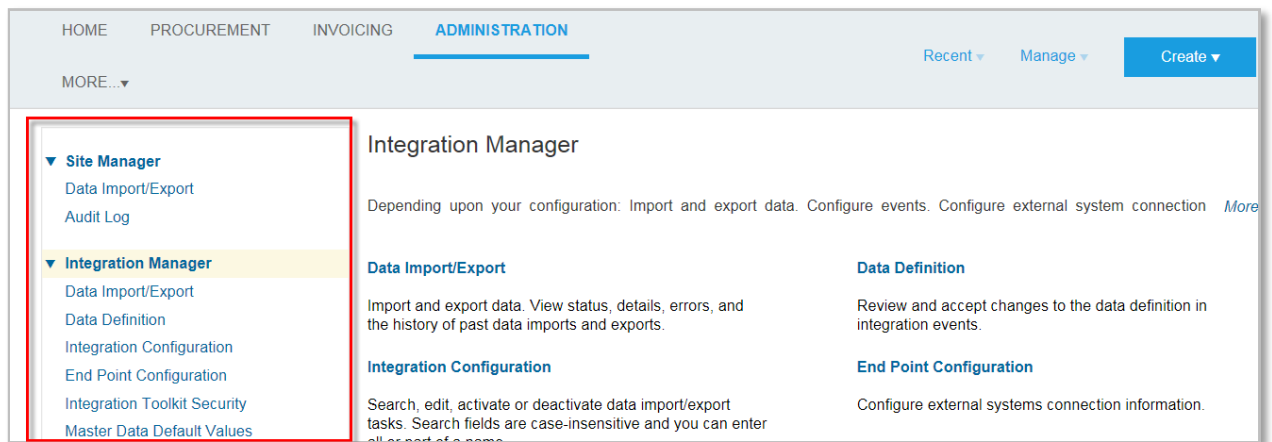 HOME PROCUREMENT INVOICING ADMINISTRATION
Recent Manage Create
MORE...
Site Manager
Data Import/Export
Audit Log
Integration Manager
Data Import/Export
Data Definition
Integration Configuration
End Point Configuration
Integration Toolkit Security
Master Data Default Values
Integration Manager
Depending upon your configuration: Import and export data. Configure events. Configure external system connection More
Data Import/Export
Import and export data. View status, details, errors, and
the history of past data imports and exports.
Data Definition
Review and accept changes to the data definition in
integration events.
Integration Configuration
Search, edit, activate or deactivate data import/export
tasks. Search fields are case-insensitive and you can enter
all or part of a name
End Point Configuration
Configure external systems connection information.